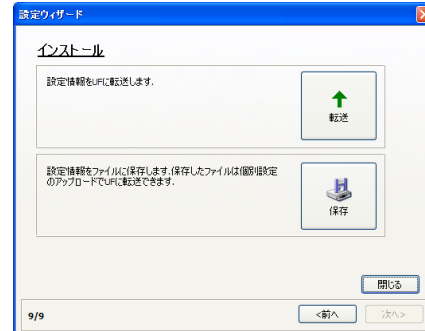 設定ウィザード
インストール
設定情報をUFに転送します.
転送
設定情報をファイルに保存します.保存したファイルは個別設定
のアップロードでUFに転送できます.
保存
閉じる
9/9
<前へ
次へ>